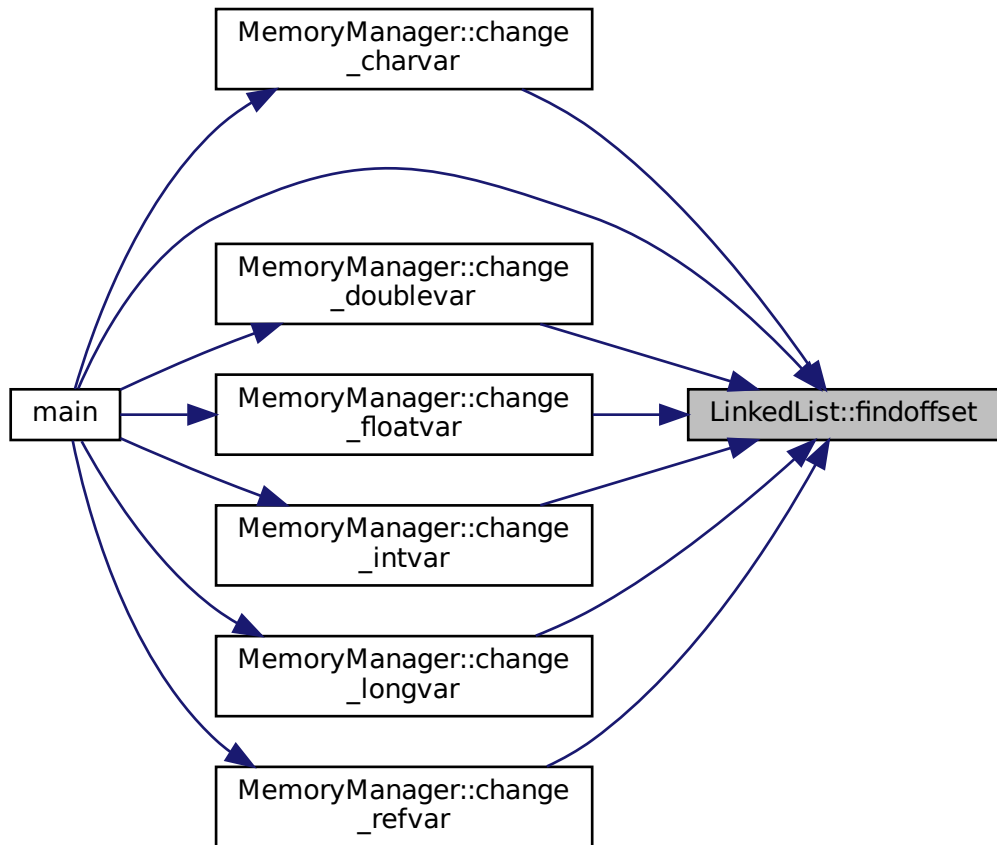 MemoryManager::change
_charvar
MemoryManager::change
_doublevar
main
MemoryManager::change
_floatvar
LinkedList::findoffset
MemoryManager::change
_intvar
MemoryManager::change
_longvar
MemoryManager::change
_refvar